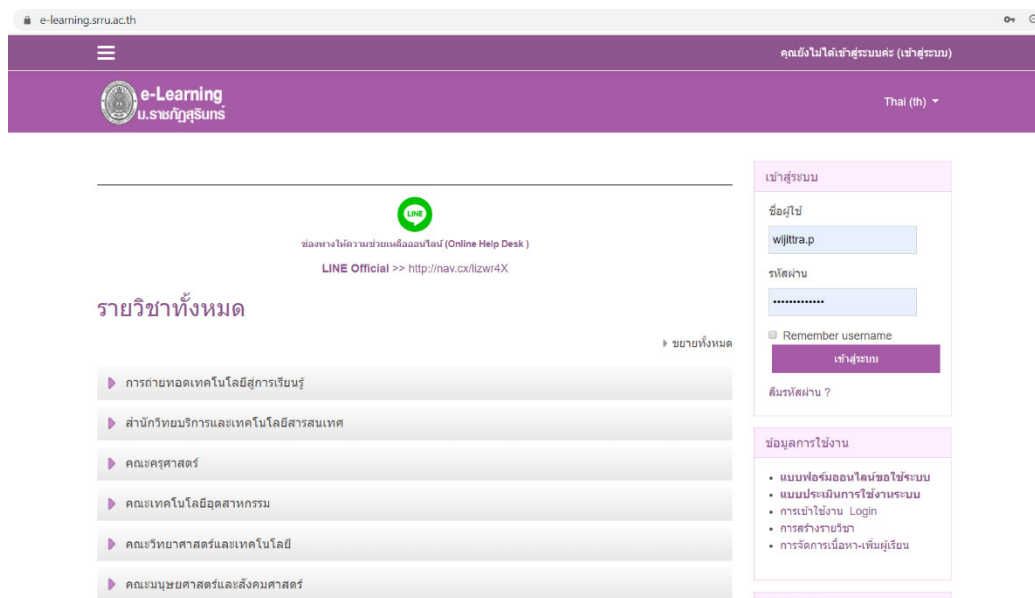 e-learning.srru.ac.th
คุณยังไม่ได้เข้าสู่ระบบค่ะ (เข้าสู่ระบบ)
e-Learning
ม.ราชภัฏสุรินทร์
Thai (th)
LINE
ช่องทางให้ความช่วยเหลือออนไลน์ (Online Help Desk )
LINE Official >> http://nav.cx/lizwr4X
รายวิชาทั้งหมด
ขยายทั้งหมด
การถ่ายทอดเทคโนโลยีสู่การเรียนรู้
สำนักวิทยบริการและเทคโนโลยีสารสนเทศ
คณะครุศาสตร์
คณะเทคโนโลยีอุตสาหกรรม
คณะวิทยาศาสตร์และเทคโนโลยี
คณะมนุษยศาสตร์และสังคมศาสตร์
เข้าสู่ระบบ
ชื่อผู้ใช้
wijittra.p
รหัสผ่าน
•••••••••••••
Remember username
เข้าสู่ระบบ
ลืมรหัสผ่าน ?
ข้อมูลการใช้งาน
• แบบฟอร์มออนไลน์ขอใช้ระบบ
• แบบประเมินการใช้งานระบบ
• การเข้าใช้งาน Login
• การสร้างรายวิชา
• การจัดการเนื้อหา-เพิ่มผู้เรียน